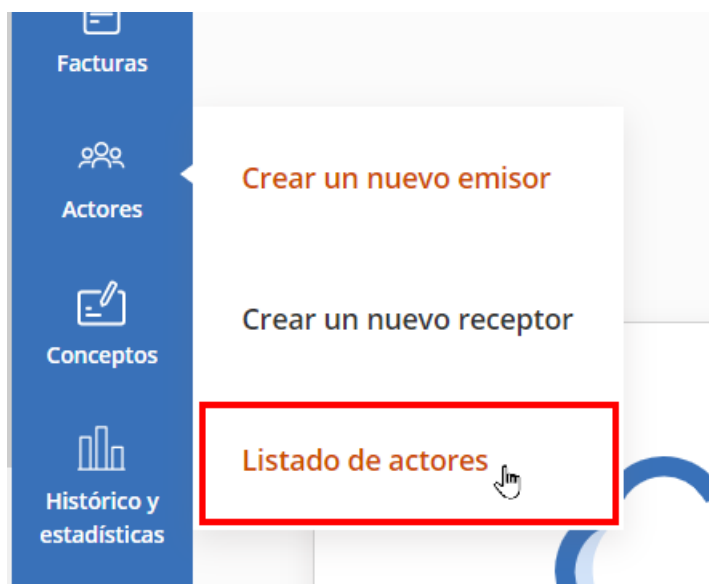 Facturas
Actores
Crear un nuevo emisor
Crear un nuevo receptor
Listado de actores
Conceptos
Histórico y
estadísticas